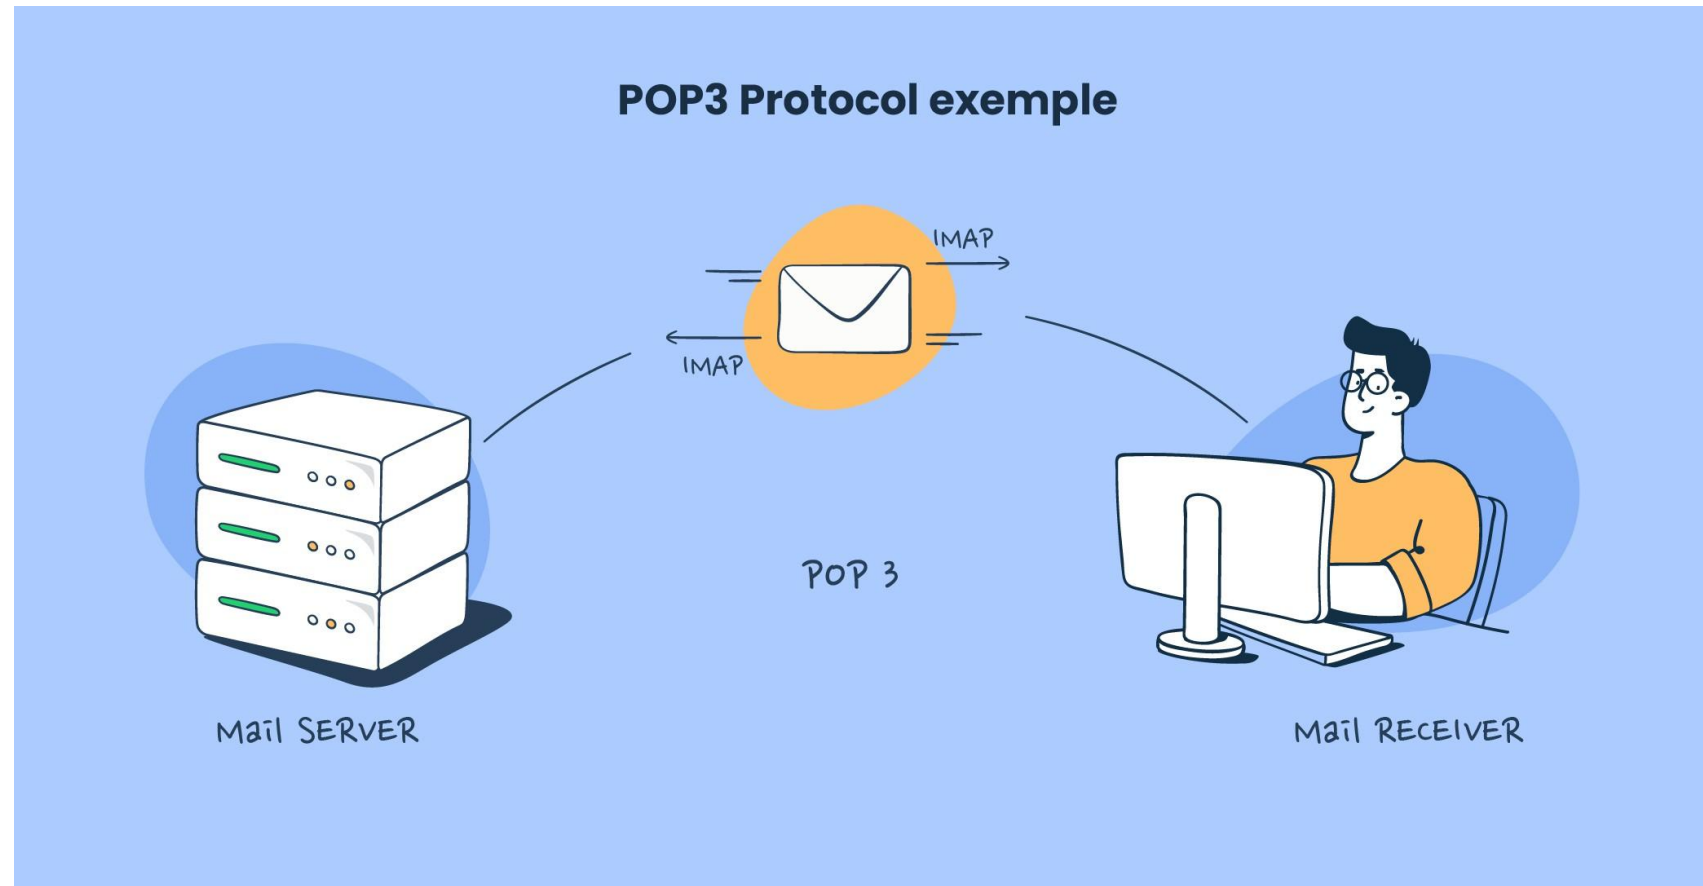 POP3 Protocol exemple
IMAP
IMAP
POP 3
Mail SERVER
Mail RECEIVER